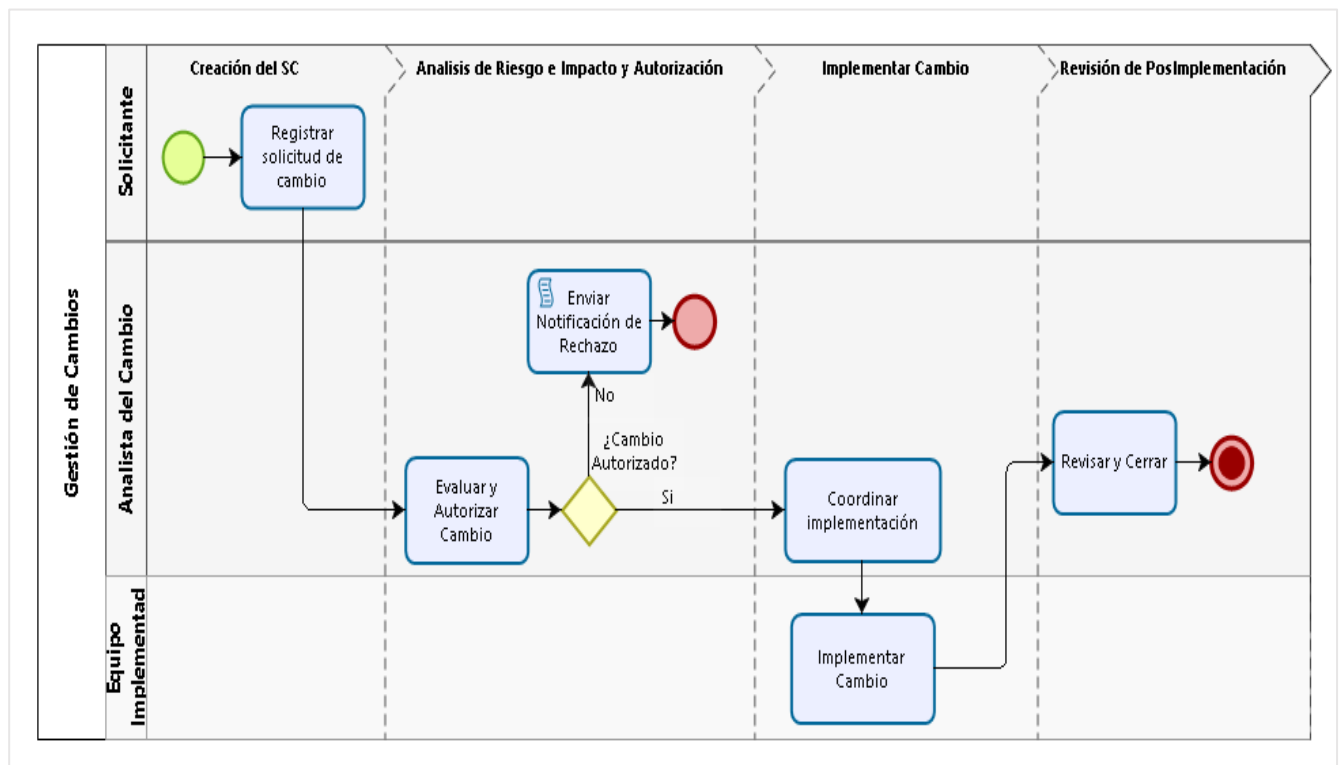 Gestión de Cambios
Creación del SC
Analisis de Riesgo e Impacto y Autorización
Implementar Cambio
Revisión de PosImplementación
Solicitante
Registrar
solicitud de
cambio
Analista del Cambio
Enviar
Notificación de
Rechazo
No
¿Cambio
Autorizado?
Si
Evaluar y
Autorizar
Cambio
Coordinar
implementación
Revisar y Cerrar
Equipo
Implementad
Implementar
Cambio